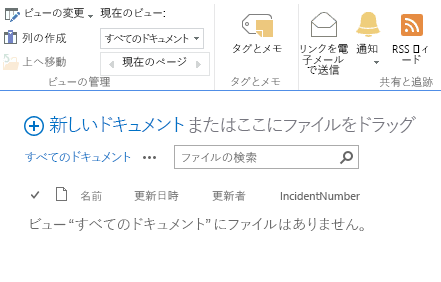 ビューの変更
現在のビュー:
列の作成
すべてのドキュメント
上へ移動
現在のページ
ビューの管理
タグとメモ
タグとメモ
リンクを電
子メール
で送信
通知
RSS フィ
ード
共有と追跡
新しいドキュメント またはここにファイルをドラッグ
すべてのドキュメント
ファイルの検索
名前 更新日時 更新者 IncidentNumber
ビュー “すべてのドキュメント” にファイルはありません。